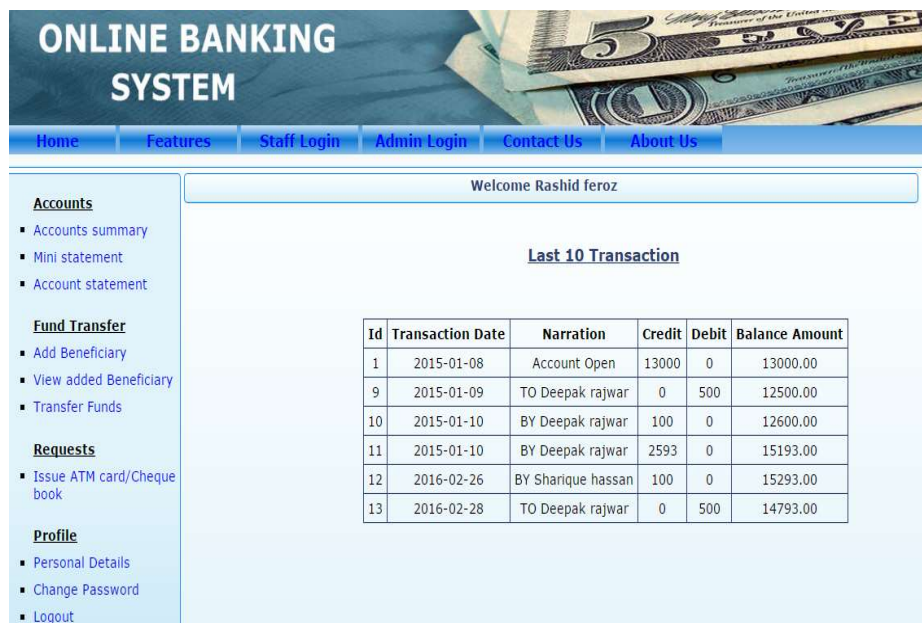 ONLINE BANKING
SYSTEM
Home Features Staff Login Admin Login Contact Us About Us
Welcome Rashid feroz
Accounts
Accounts summary
Mini statement
Account statement
Fund Transfer
Add Beneficiary
View added Beneficiary
Transfer Funds
Requests
Issue ATM card/Cheque
book
Profile
Personal Details
Change Password
Logout
Last 10 Transaction
Id Transaction Date Narration Credit Debit Balance Amount
1 2015-01-08 Account Open 13000 0 13000.00
9 2015-01-09 TO Deepak rajwar 0 500 12500.00
10 2015-01-10 BY Deepak rajwar 100 0 12600.00
11 2015-01-10 BY Deepak rajwar 2593 0 15193.00
12 2016-02-26 BY Sharique hassan 100 0 15293.00
13 2016-02-28 TO Deepak rajwar 0 500 14793.00